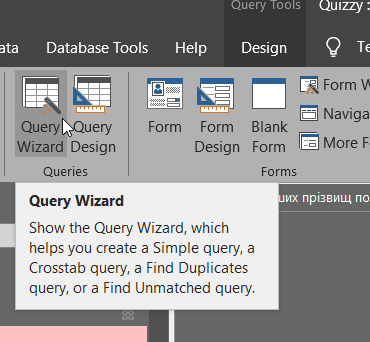 Query Tools
Quizzy :
Database Tools
Help
Design
Query
Wizard
Query
Design
Form
Form
Design
Blank
Form
Form W
Naviga
More F
Queries
Forms
Query Wizard
Show the Query Wizard, which
helps you create a Simple query, a
Crosstab query, a Find Duplicates
query, or a Find Unmatched query.
ших прізвищ по